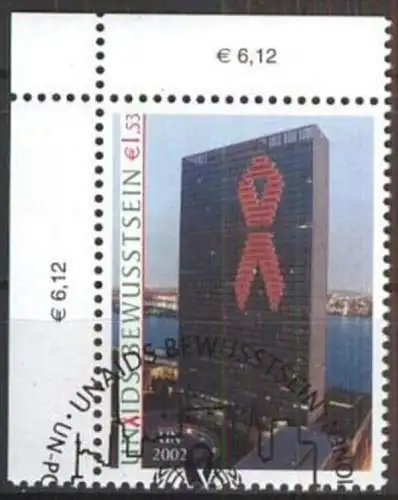 € 6,12
€ 6,12
UNAIDS BEWUSSTSEIN €1,53
2002
UNAIDS BEWUSSTSEIN
UN-PO